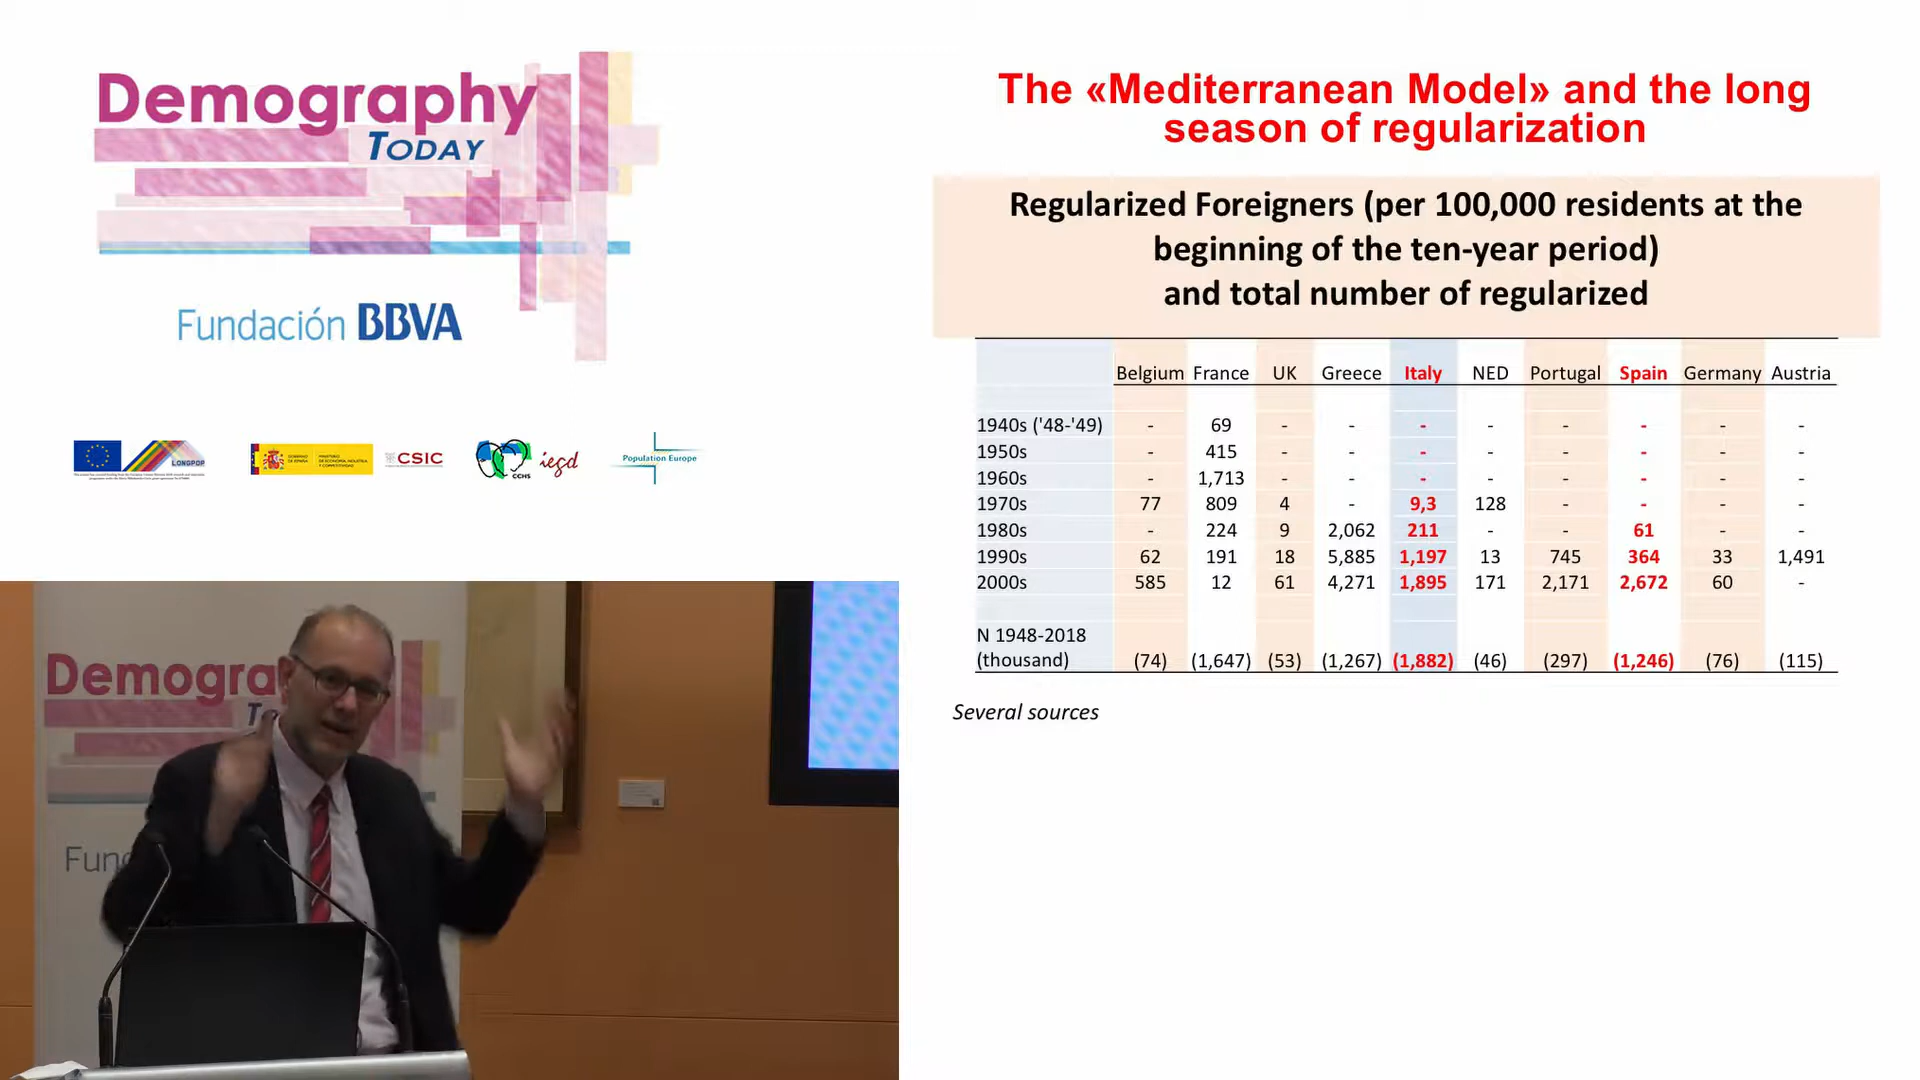 Demography
TODAY
Fundación BBVA
LONGPOP
CSIC
CCHS
iegd
Population Europe
The «Mediterranean Model» and the long
season of regularization
Regularized Foreigners (per 100,000 residents at the
beginning of the ten-year period)
and total number of regularized
Belgium France UK Greece Italy NED Portugal Spain Germany Austria
1940s ('48-'49) - 69 - - - - - - - -
1950s - 415 - - - - - - - -
1960s - 1,713 - - - - - - - -
1970s 77 809 4 - 9,3 128 - - - -
1980s - 224 9 2,062 211 - - 61 - -
1990s 62 191 18 5,885 1,197 13 745 364 33 1,491
2000s 585 12 61 4,271 1,895 171 2,171 2,672 60 -
N 1948-2018
(thousand) (74) (1,647) (53) (1,267) (1,882) (46) (297) (1,246) (76) (115)
Several sources
Demogra
T
Fun